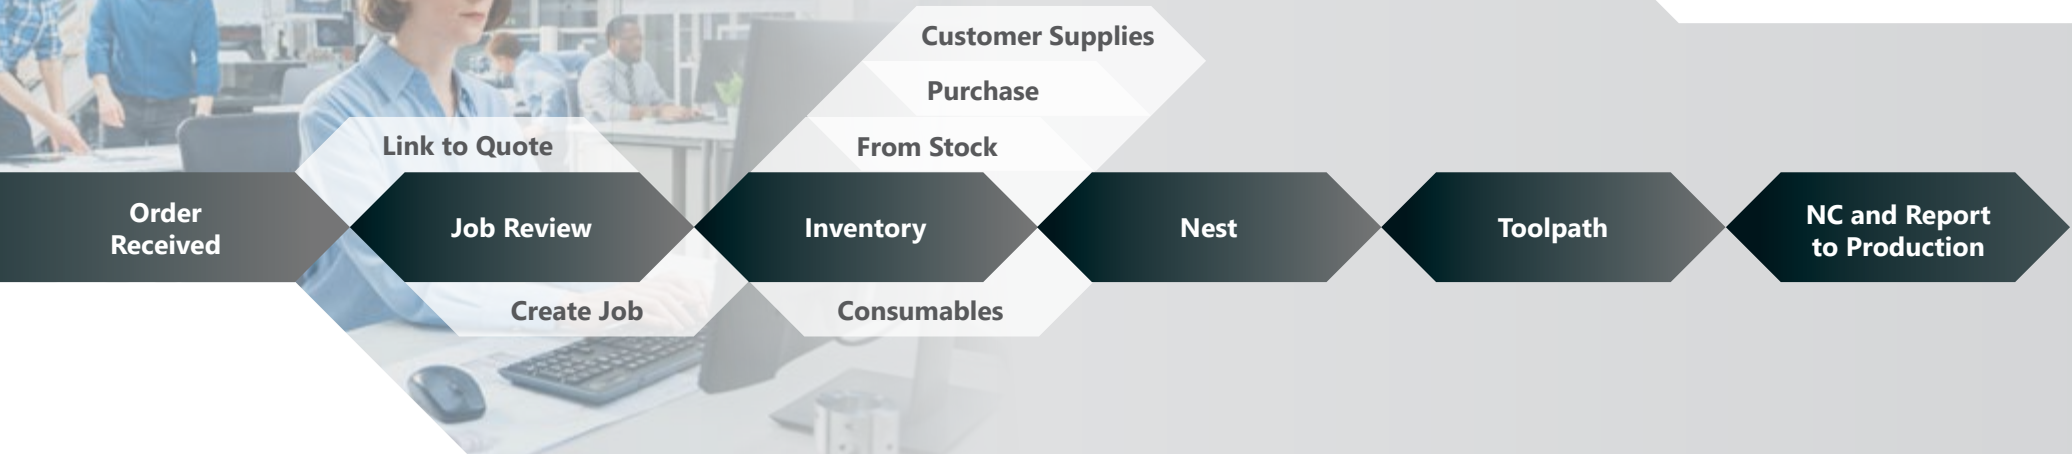 Customer Supplies
Purchase
From Stock
Link to Quote
Order
Received
Job Review
Inventory
Nest
Toolpath
NC and Report
to Production
Create Job
Consumables